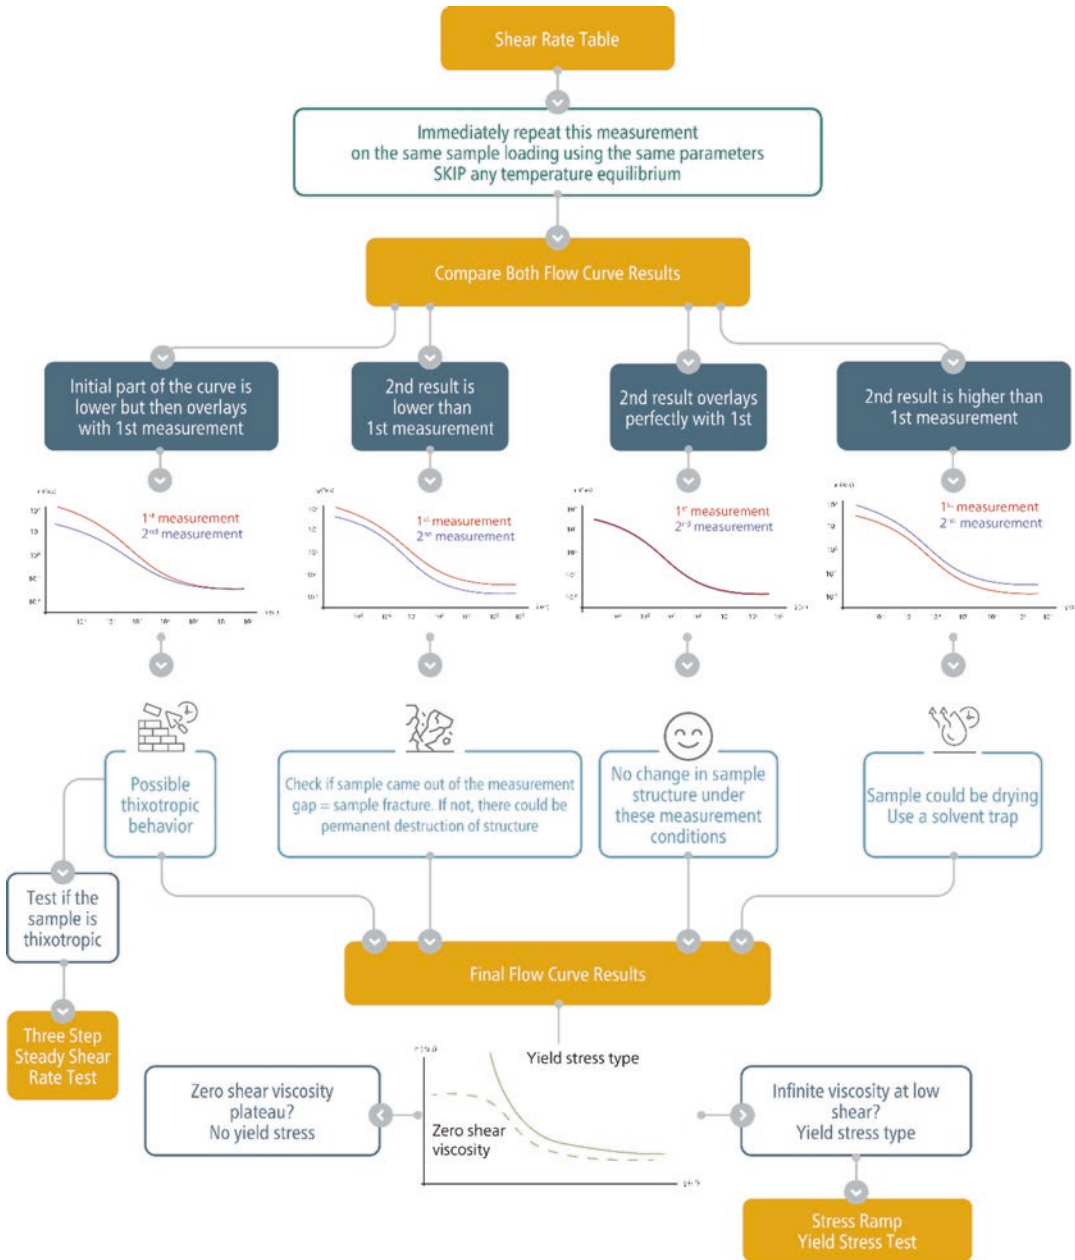 Shear Rate Table
Immediately repeat this measurement
on the same sample loading using the same parameters
SKIP any temperature equilibrium
Compare Both Flow Curve Results
Initial part of the curve is
lower but then overlays
with 1st measurement
2nd result is
lower than
1st measurement
2nd result overlays
perfectly with 1st
2nd result is higher than
1st measurement
1st measurement
2nd measurement
1st measurement
2nd measurement
1st measurement
2nd measurement
1st measurement
2nd measurement
Possible
thixotropic
behavior
Check if sample came out of the measurement
gap = sample fracture. If not, there could be
permanent destruction of structure
No change in sample
structure under
these measurement
conditions
Sample could be drying
Use a solvent trap
Test if the
sample is
thixotropic
Three Step
Steady Shear
Rate Test
Final Flow Curve Results
Zero shear viscosity
plateau?
No yield stress
Yield stress type
Zero shear
viscosity
Infinite viscosity at low
shear?
Yield stress type
Stress Ramp
Yield Stress Test